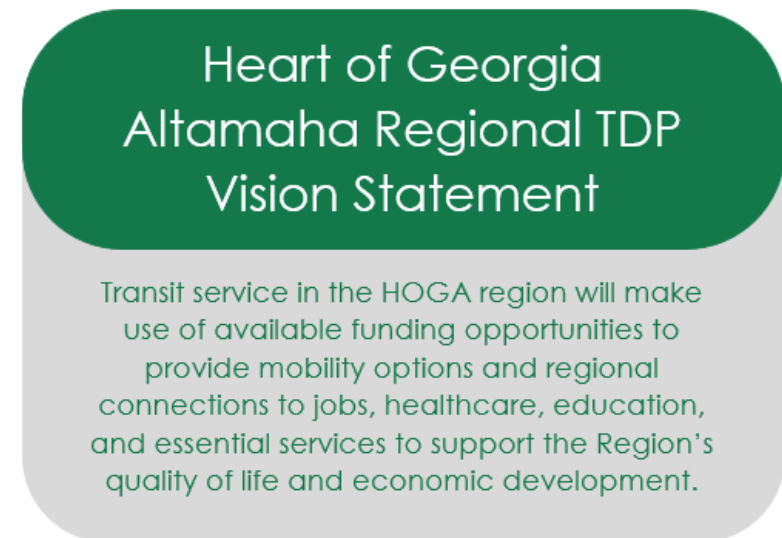 Heart of Georgia
Altamaha Regional TDP
Vision Statement
Transit service in the HOGA region will make
use of available funding opportunities to
provide mobility options and regional
connections to jobs, healthcare, education,
and essential services to support the Region’s
quality of life and economic development.